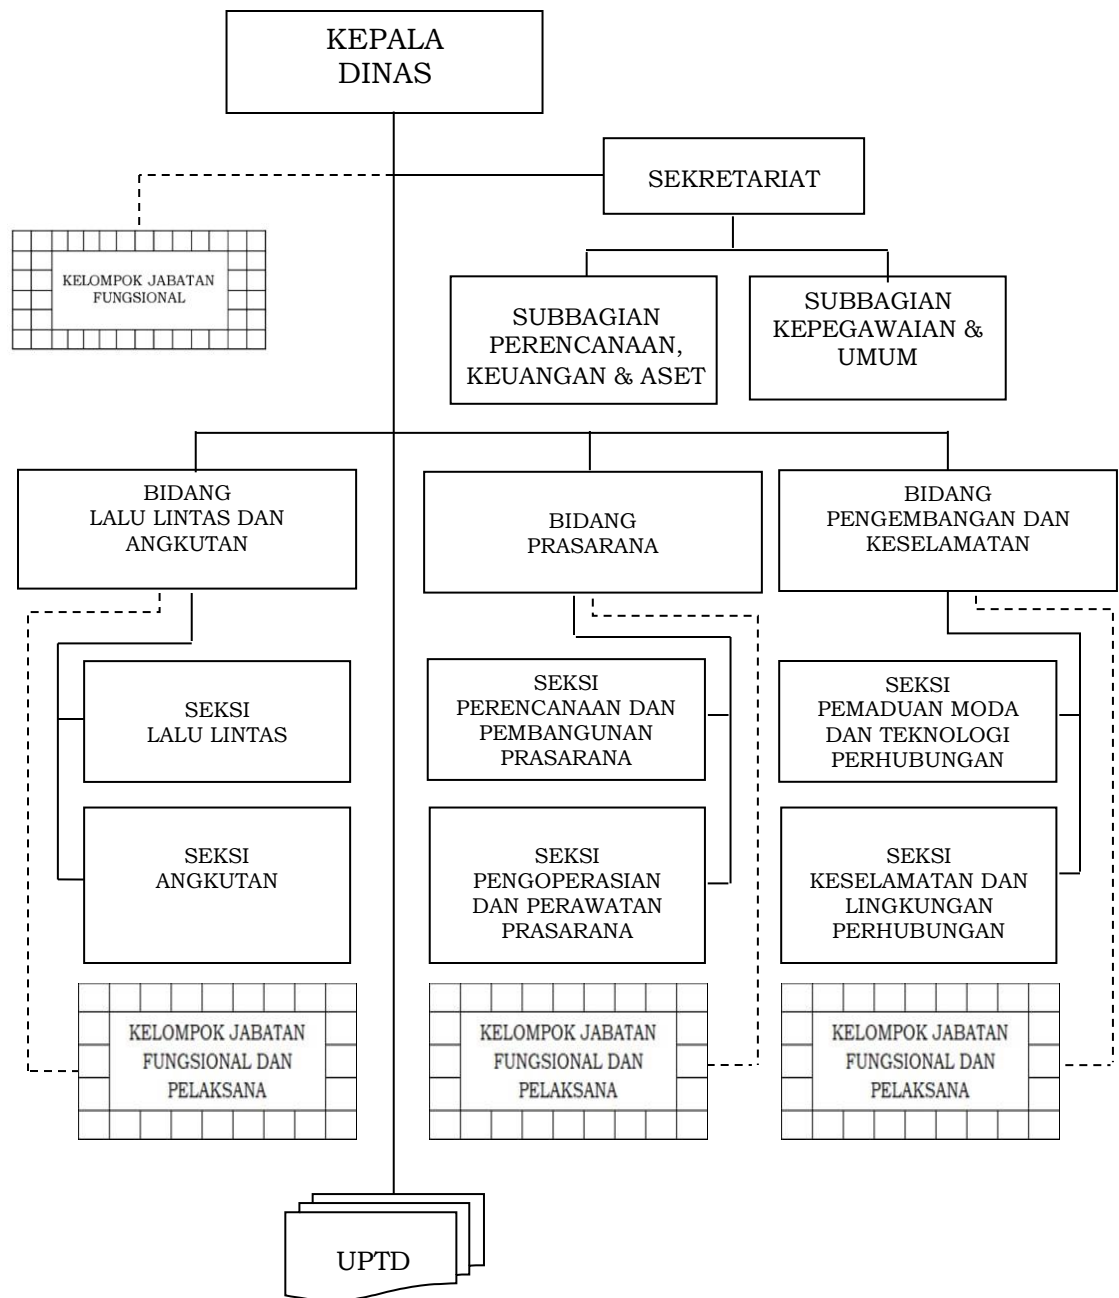 KEPALA
DINAS
SEKRETARIAT
KELOMPOK JABATAN
FUNGSIONAL
SUBBAGIAN
PERENCANAAN,
KEUANGAN & ASET
SUBBAGIAN
KEPEGAWAIAN &
UMUM
BIDANG
LALU LINTAS DAN
ANGKUTAN
BIDANG
PRASARANA
BIDANG
PENGEMBANGAN DAN
KESELAMATAN
SEKSI
LALU LINTAS
SEKSI
PERENCANAAN DAN
PEMBANGUNAN
PRASARANA
SEKSI
PEMADUAN MODA
DAN TEKNOLOGI
PERHUBUNGAN
SEKSI
ANGKUTAN
SEKSI
PENGOPERASIAN
DAN PERAWATAN
PRASARANA
SEKSI
KESELAMATAN DAN
LINGKUNGAN
PERHUBUNGAN
KELOMPOK JABATAN
FUNGSIONAL DAN
PELAKSANA
KELOMPOK JABATAN
FUNGSIONAL DAN
PELAKSANA
KELOMPOK JABATAN
FUNGSIONAL DAN
PELAKSANA
UPTD